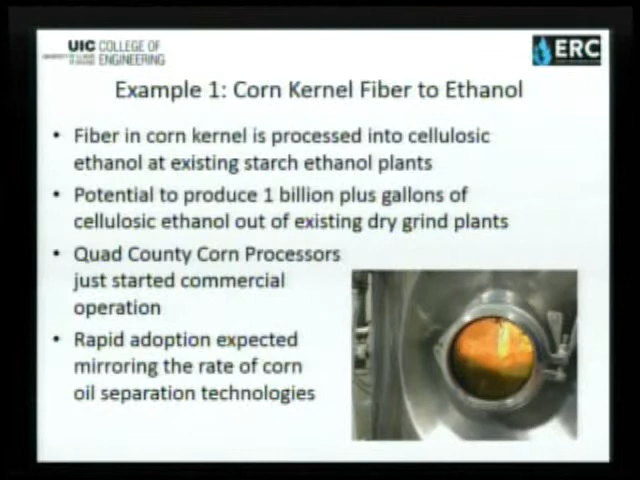 UIC COLLEGE OF
ENGINEERING
ERC
Example 1: Corn Kernel Fiber to Ethanol
• Fiber in corn kernel is processed into cellulosic
ethanol at existing starch ethanol plants
• Potential to produce 1 billion plus gallons of
cellulosic ethanol out of existing dry grind plants
• Quad County Corn Processors
just started commercial
operation
• Rapid adoption expected
mirroring the rate of corn
oil separation technologies